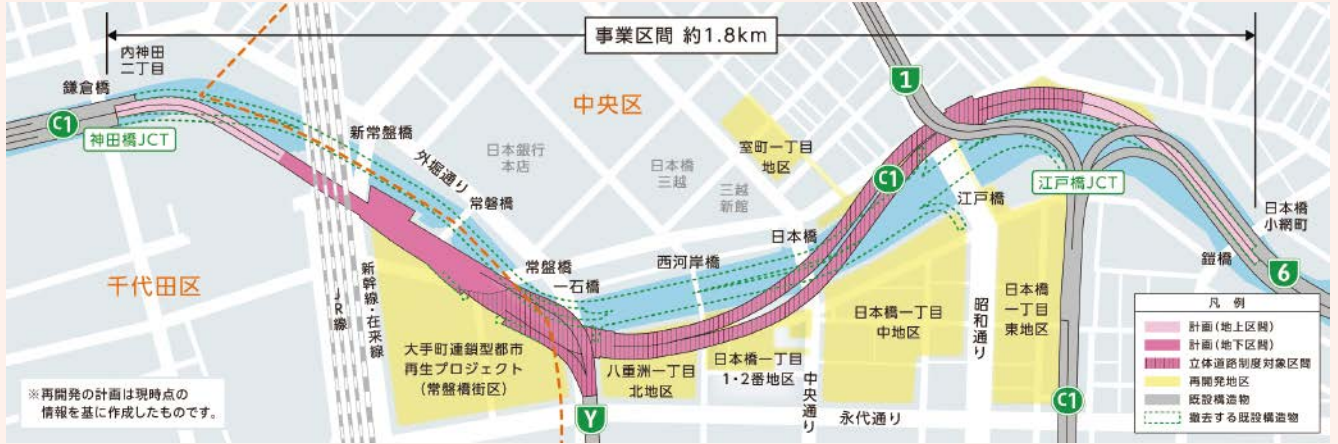 事業区間 約1.8km
内神田
二丁目
鎌倉橋
C1
神田橋JCT
新常盤橋
外堀通り
常磐橋
日本銀行
本店
中央区
日本橋
三越
三越
新館
室町一丁目
地区
1
C1
江戸橋
江戸橋JCT
日本橋
小網町
鎧橋
6
千代田区
JR線
新幹線・在来線
常盤橋
一石橋
西河岸橋
日本橋
大手町連鎖型都市
再生プロジェクト
(常盤橋街区)
八重洲一丁目
北地区
日本橋一丁目
1・2番地区
中央通り
日本橋一丁目
中地区
昭和通り
日本橋
一丁目
東地区
永代通り
Y
C1
※再開発の計画は現時点の
情報を基に作成したものです。
凡 例
計画(地上区間)
計画(地下区間)
立体道路制度対象区間
再開発地区
既設構造物
撤去する既設構造物